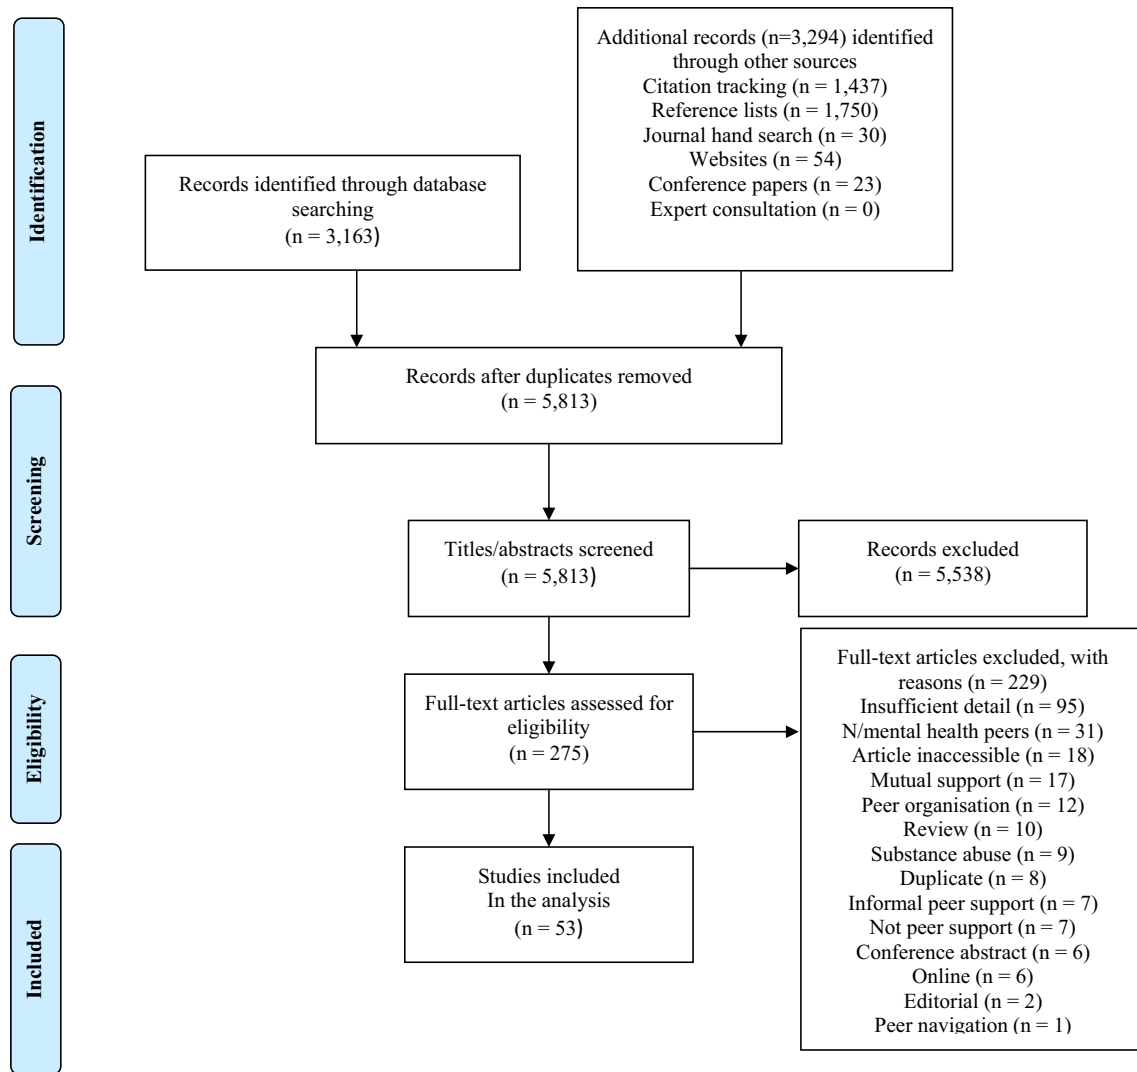 Identification
Additional records (n=3,294) identified
through other sources
Citation tracking (n = 1,437)
Reference lists (n = 1,750)
Journal hand search (n = 30)
Websites (n = 54)
Conference papers (n = 23)
Expert consultation (n = 0)
Records identified through database
searching
(n = 3,163)
Records after duplicates removed
(n = 5,813)
Screening
Titles/abstracts screened
(n = 5,813)
Records excluded
(n = 5,538)
Eligibility
Full-text articles assessed for
eligibility
(n = 275)
Full-text articles excluded, with
reasons (n = 229)
Insufficient detail (n = 95)
N/mental health peers (n = 31)
Article inaccessible (n = 18)
Mutual support (n = 17)
Peer organisation (n = 12)
Review (n = 10)
Substance abuse (n = 9)
Duplicate (n = 8)
Informal peer support (n = 7)
Not peer support (n = 7)
Conference abstract (n = 6)
Online (n = 6)
Editorial (n = 2)
Peer navigation (n = 1)
Included
Studies included
In the analysis
(n = 53)